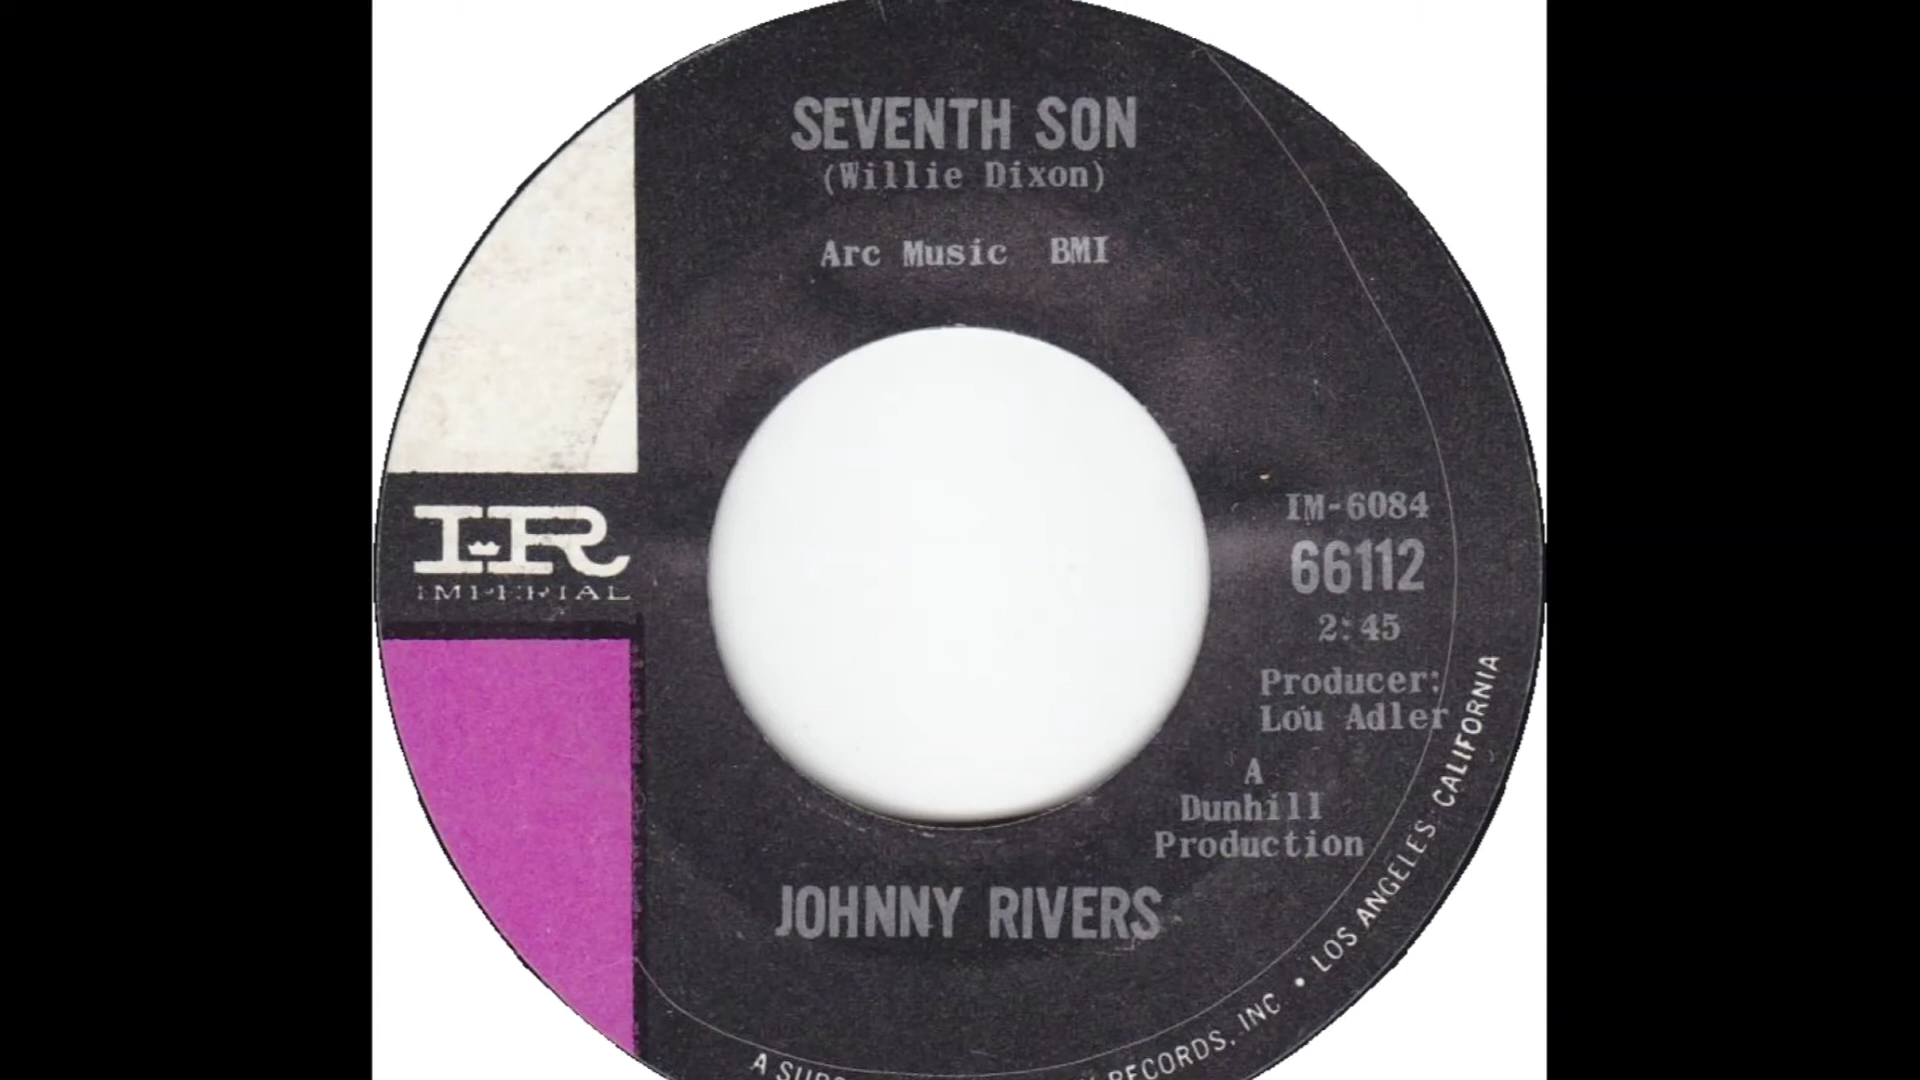 SEVENTH SON
(Willie Dixon)
Arc Music BMI
IR
IMPERIAL
IM-6084
66112
2:45
Producer:
Lou Adler
A
Dunhill
Production
JOHNNY RIVERS
A RECORDS, INC • LOS ANGELES CALIFORNIA